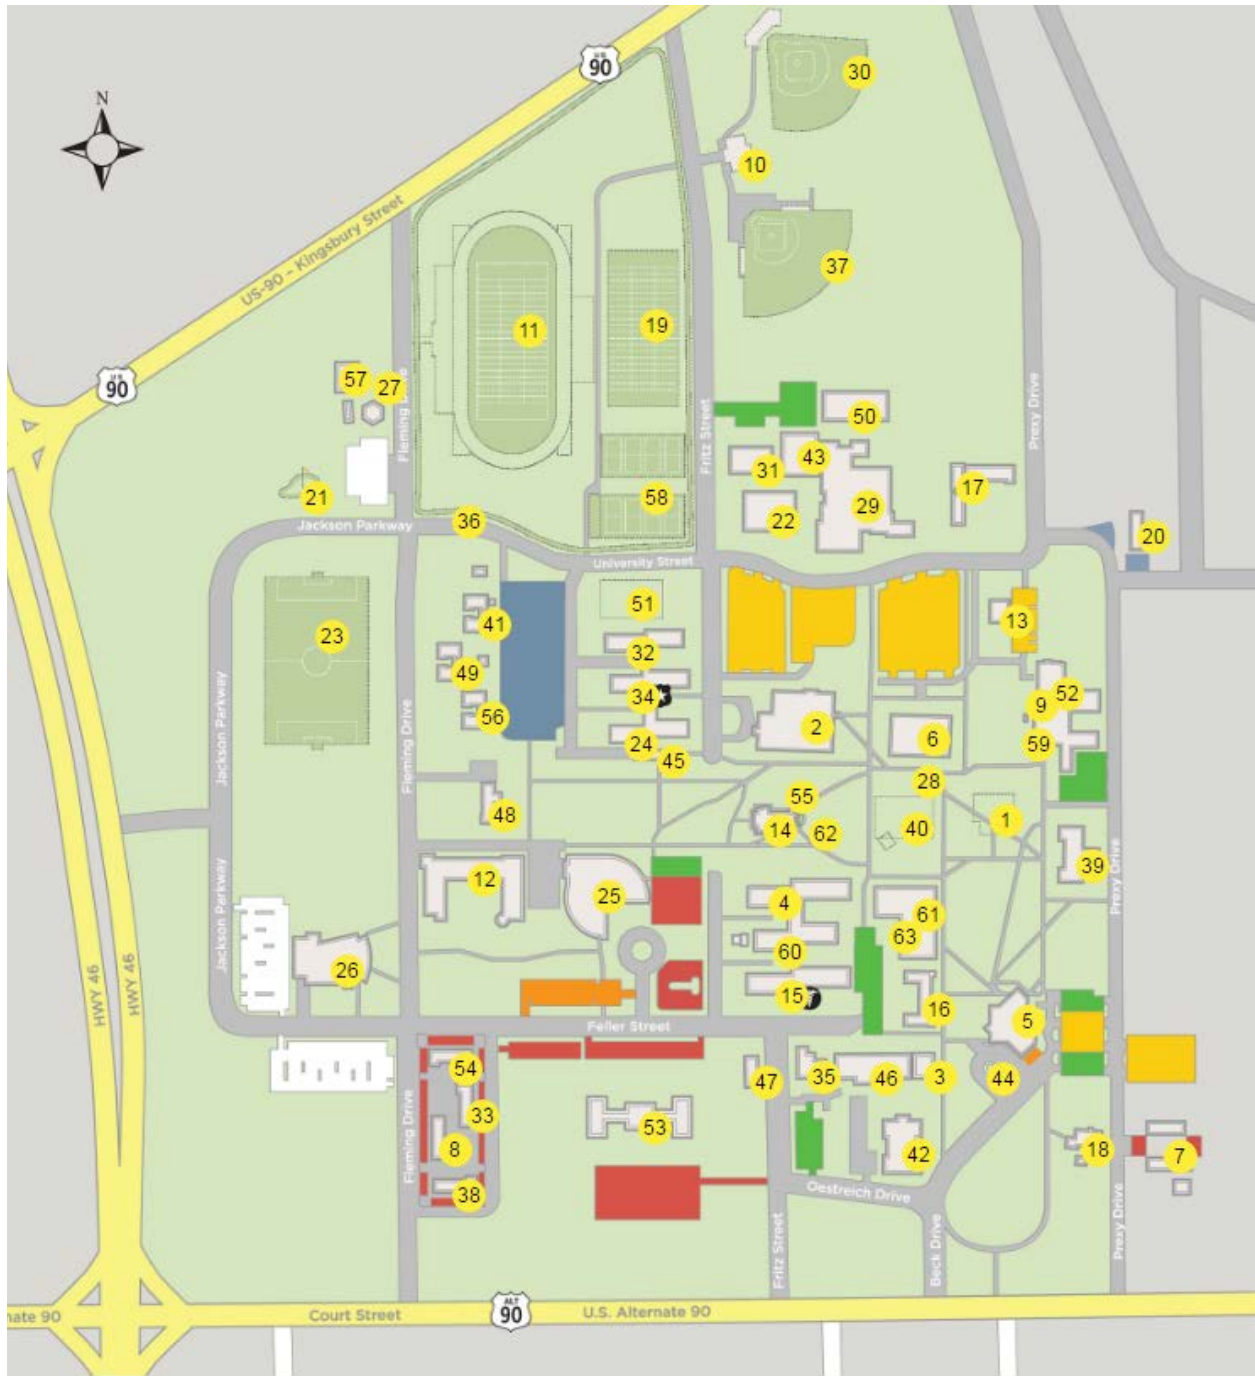 U.S.
90
30
N
10
US-90 - Kingsbury Street
37
11
19
U.S.
90
57
27
Fleming Drive
Fritz Street
Prexy Drive
50
43
31
29
17
21
58
22
36
Jackson Parkway
20
University Street
51
13
41
23
32
49
34
52
9
56
2
24
6
59
45
Jackson Parkway
Fleming Drive
28
55
48
14
62
40
1
39
12
25
4
61
Jackson Parkway
Prexy Drive
63
60
26
HWY 46
HWY 46
15
16
5
Feller Street
54
35
46
3
44
47
33
53
8
42
18
7
Fleming Drive
38
Oestreich Drive
Fritz Street
Beck Drive
Prexy Drive
nate 90
Court Street
ALT
90
U.S. Alternate 90